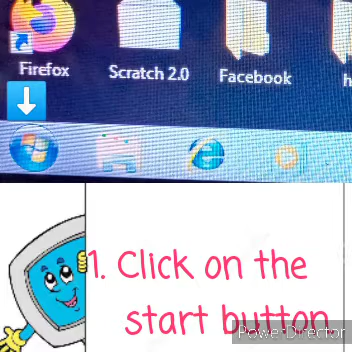 Firefox
Scratch 2.0
Facebook
h
1. Click on the
start button.
PowerDirector